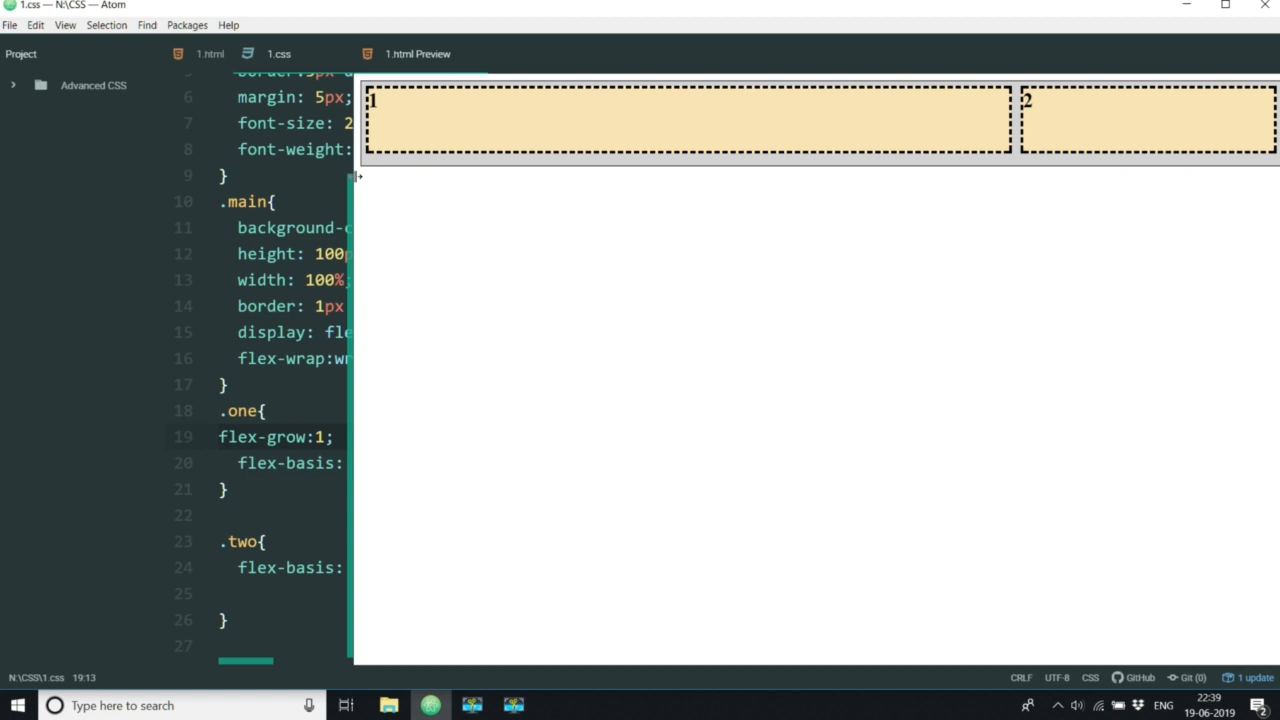 1.css — N:\CSS — Atom
File Edit View Selection Find Packages Help
Project 1.html 1.css 1.html Preview
Advanced CSS
6 margin: 5px;
7 font-size: 2
8 font-weight:
9 }
10 .main{
11 background-c
12 height: 100p
13 width: 100%;
14 border: 1px
15 display: fle
16 flex-wrap:wr
17 }
18 .one{
19 flex-grow:1;
20 flex-basis:
21 }
22
23 .two{
24 flex-basis:
25
26 }
27
1 2
N:\CSS\1.css 19:13 CRLF UTF-8 CSS GitHub Git (0) 1 update
Type here to search ENG 22:39
19-06-2019 2